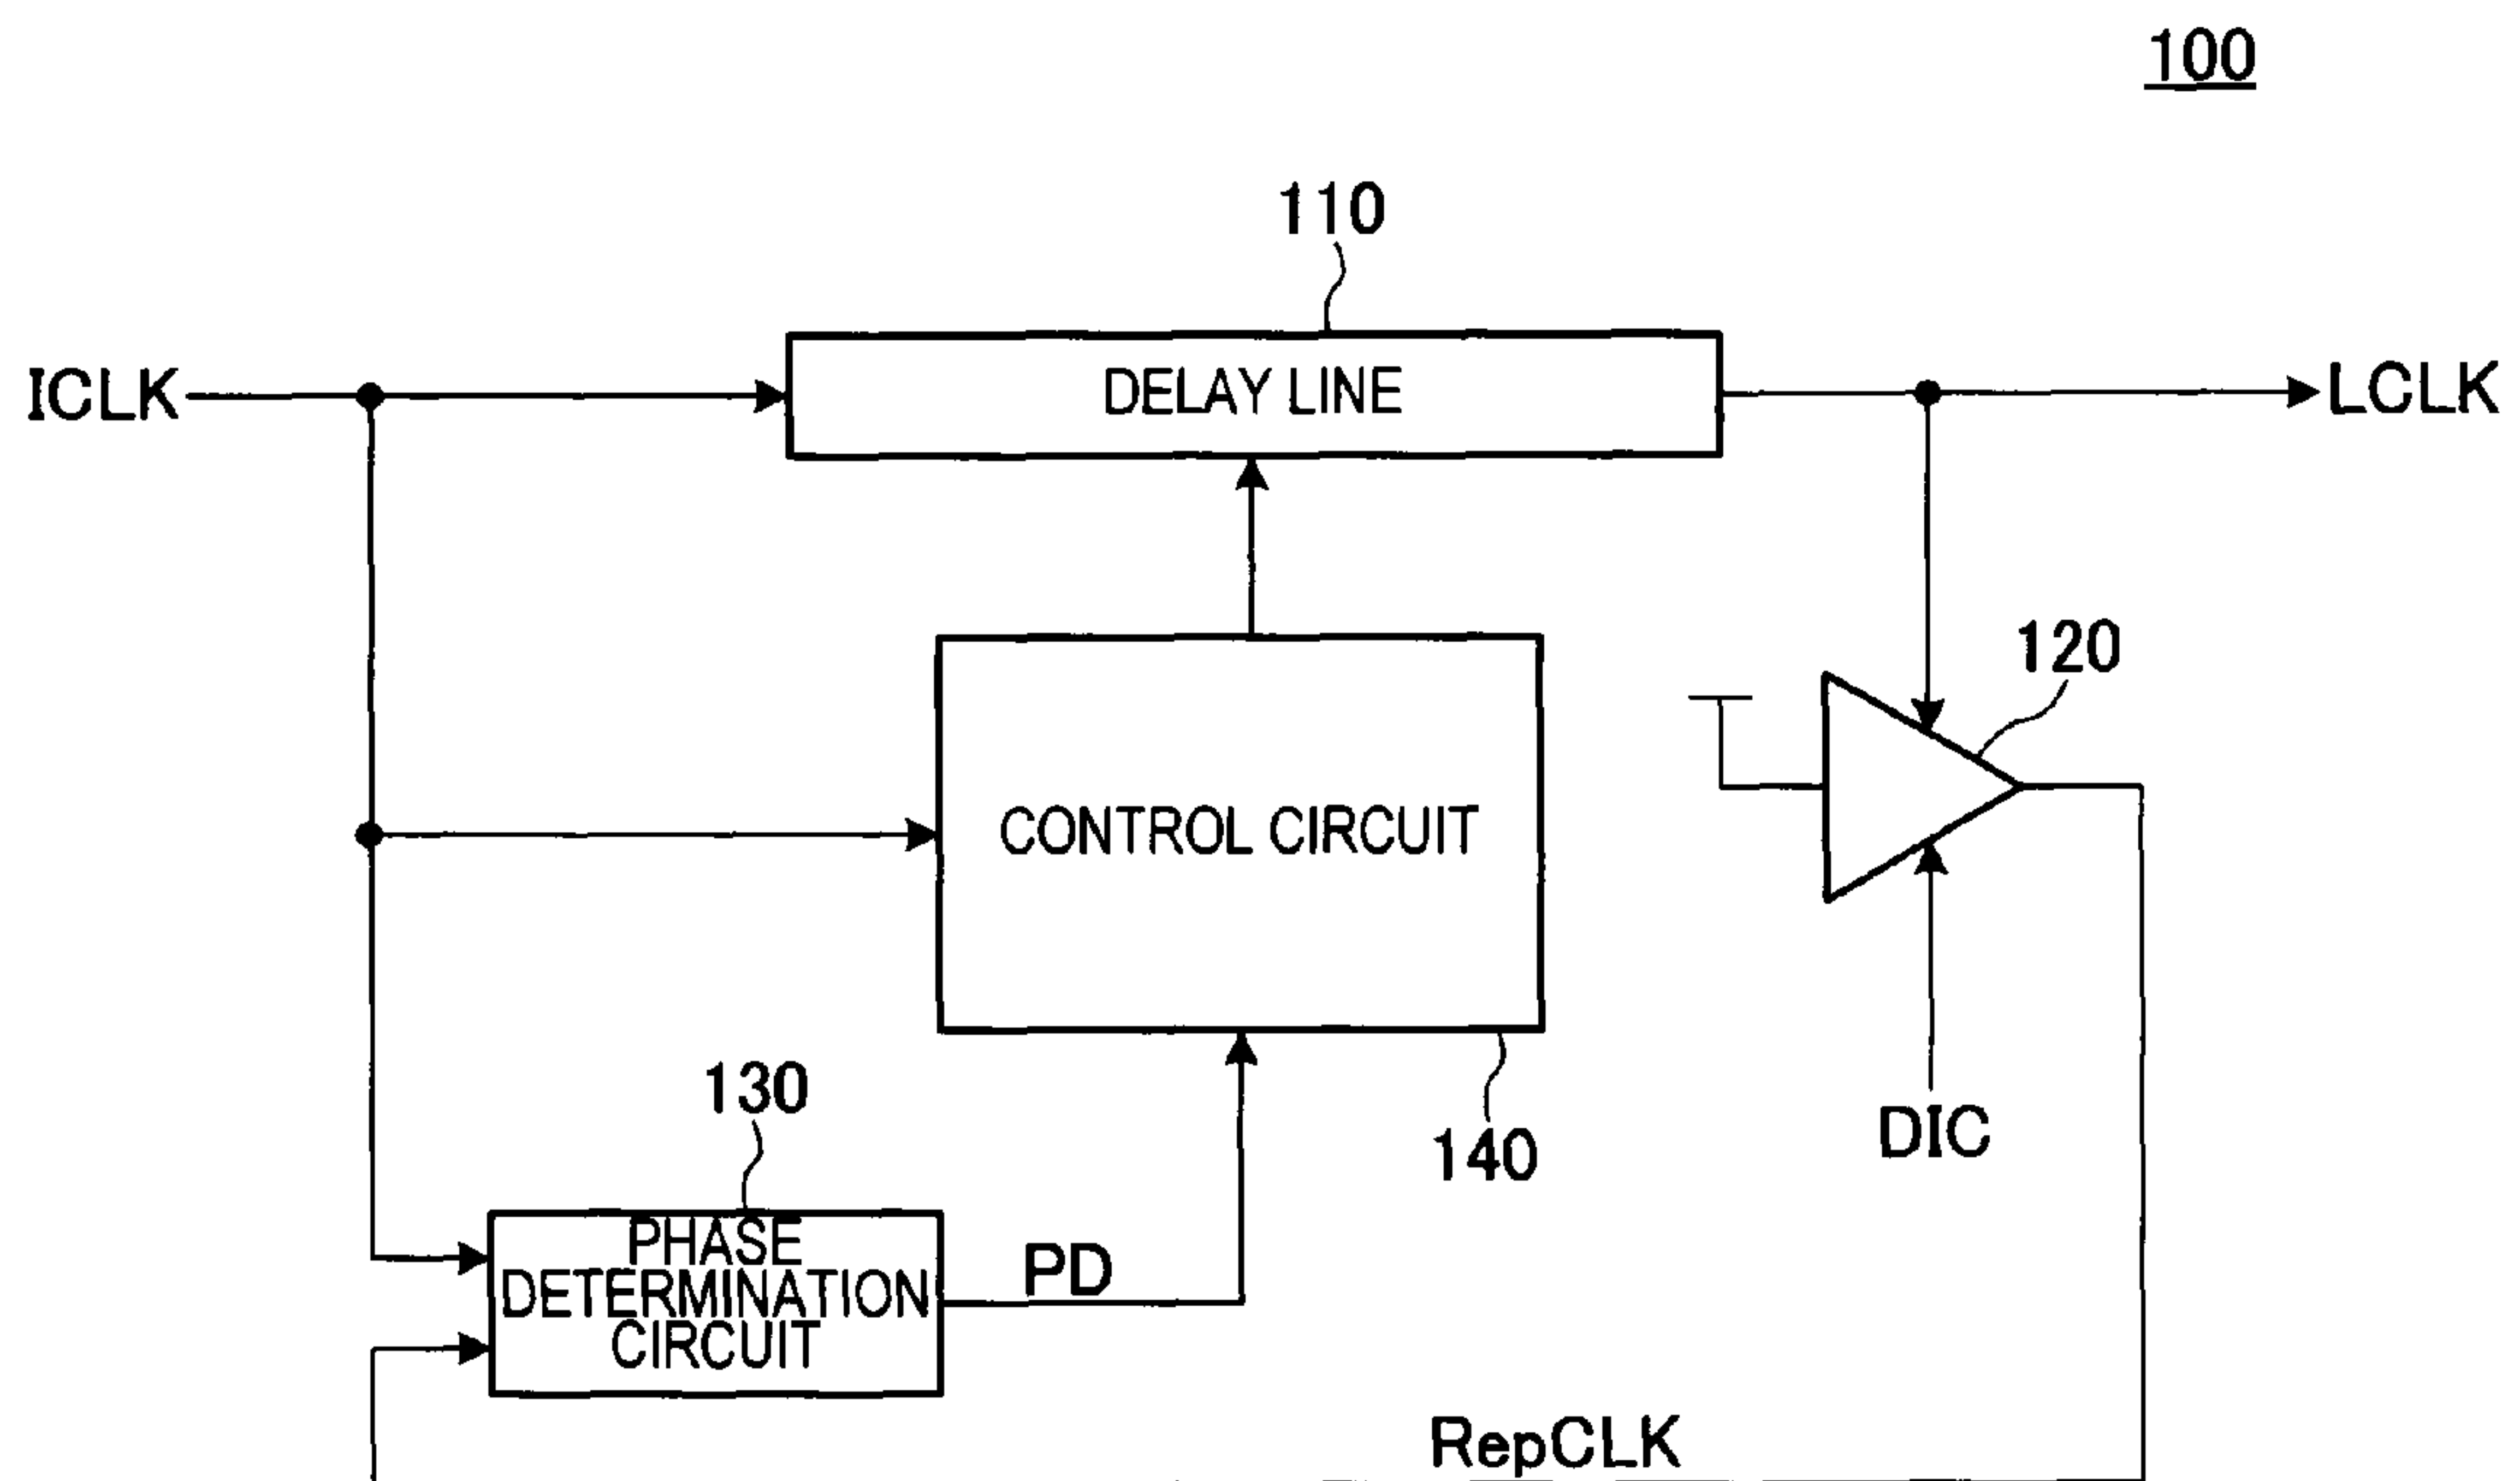 100
110
ICLK
DELAY LINE
LCLK
120
CONTROL CIRCUIT
130
DIC
140
PHASE
DETERMINATION
CIRCUIT
PD
RepCLK